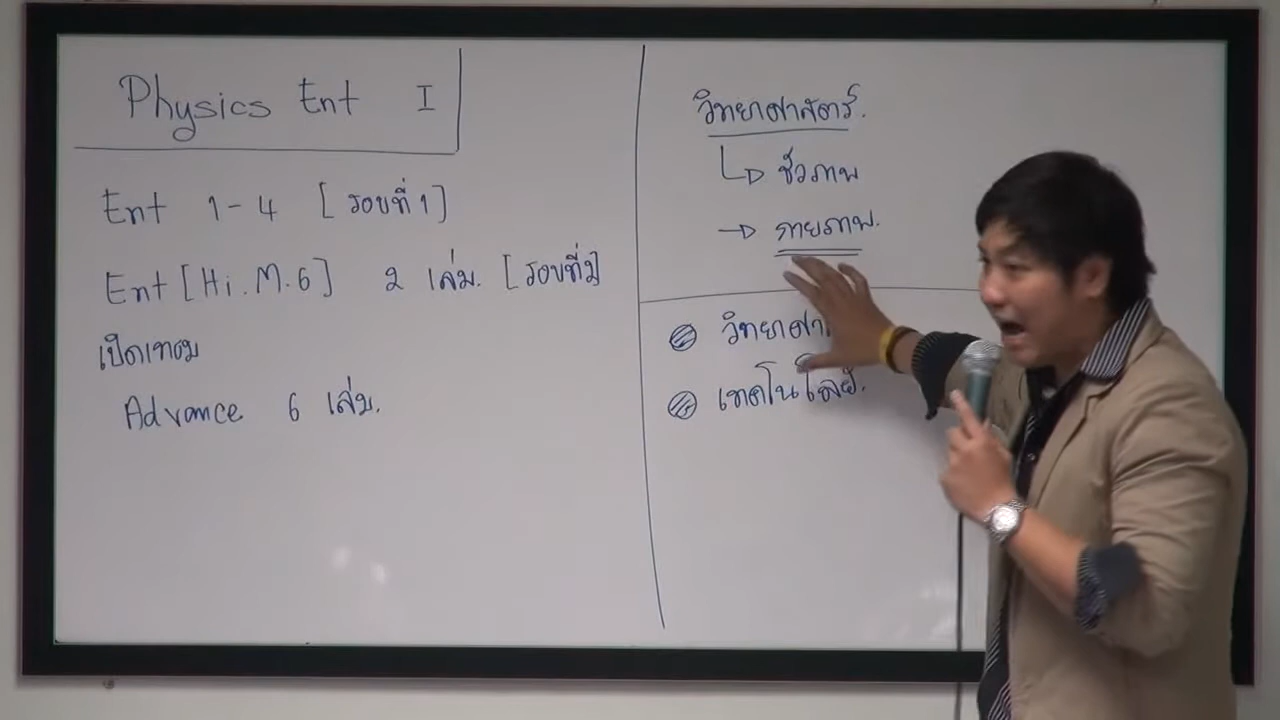 Physics Ent I
Ent 1-4 [รอบที่ 1]
Ent [Hi. M.6] 2 เล่ม. [รอบที่ 2]
เปิดเทอม
Advance 6 เล่ม.
วิทยาศาสตร์.
ชีวภาพ
กายภาพ.
เทคโนโลยี.